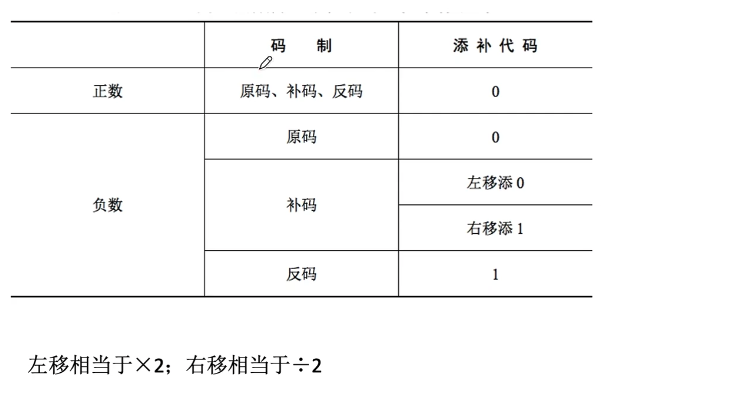 码 制 添 补 代 码
正数 原码、补码、反码 0
负数 原码 0
补码 左移添 0
右移添 1
反码 1
左移相当于×2；右移相当于÷2